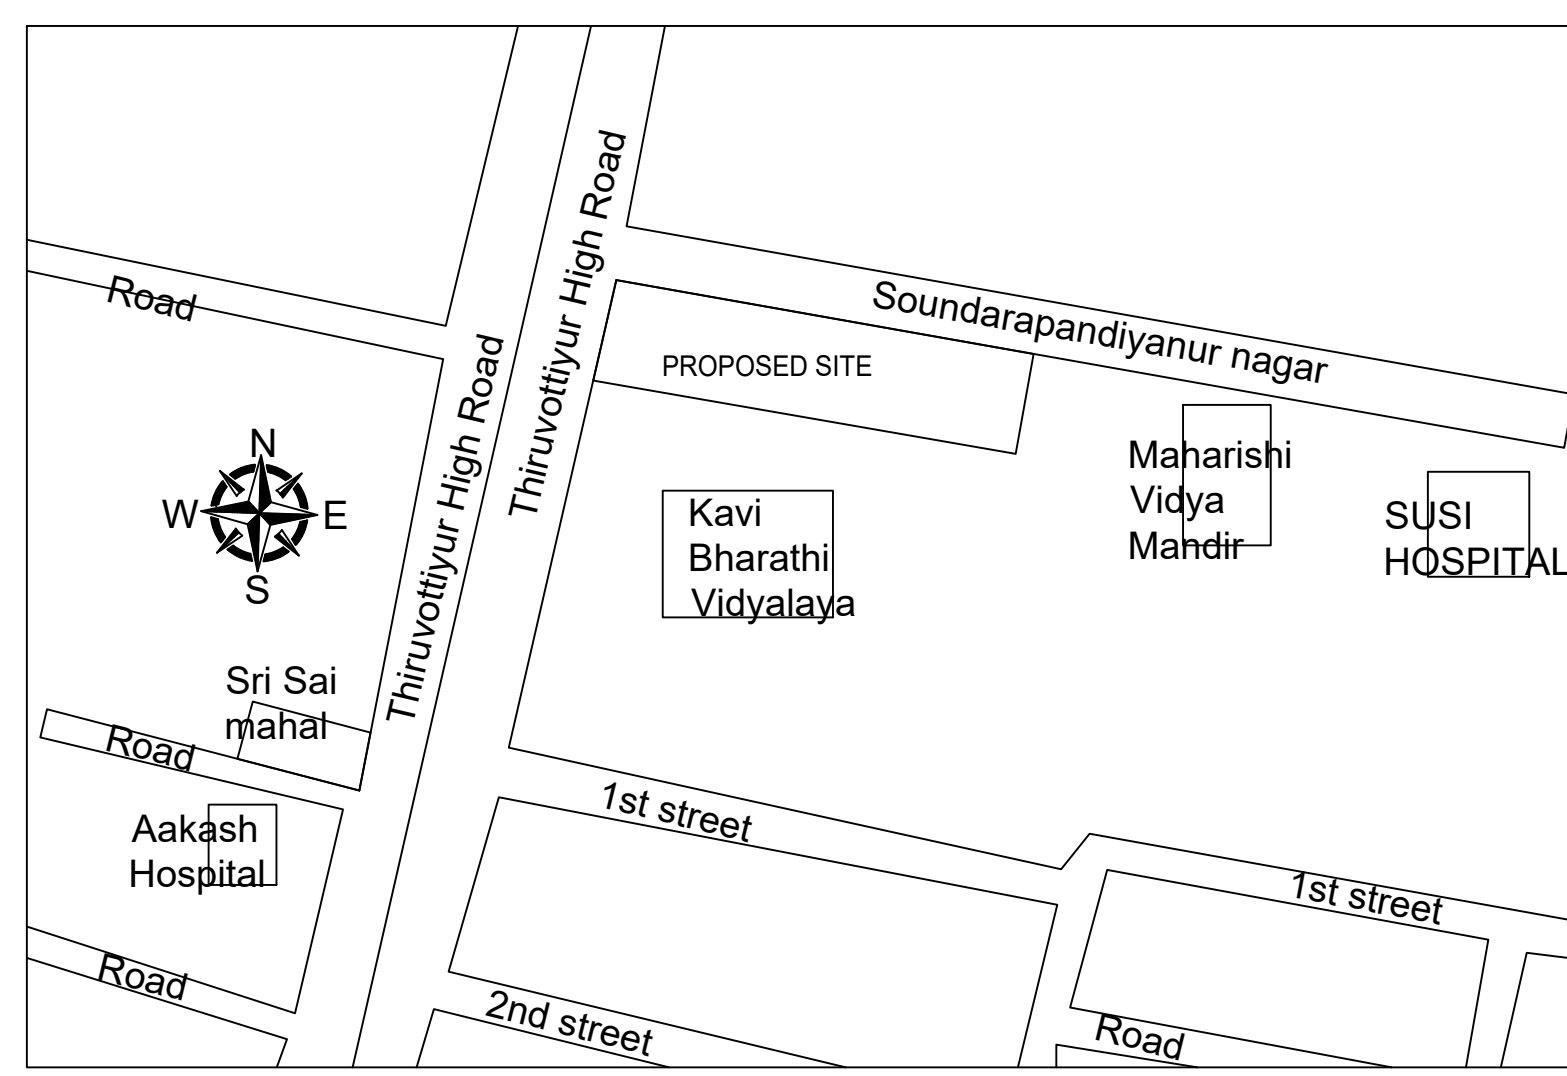 Thiruvottiyur High Road
Soundarapandiyanur nagar
Road
PROPOSED SITE
Thiruvottiyur High Road
N
W
E
S
Kavi
Bharathi
Vidyalaya
Maharishi
Vidya
Mandir
SUSI
HOSPITAL
Sri Sai
mahal
Road
Aakash
Hospital
1st street
1st street
Road
2nd street
Road